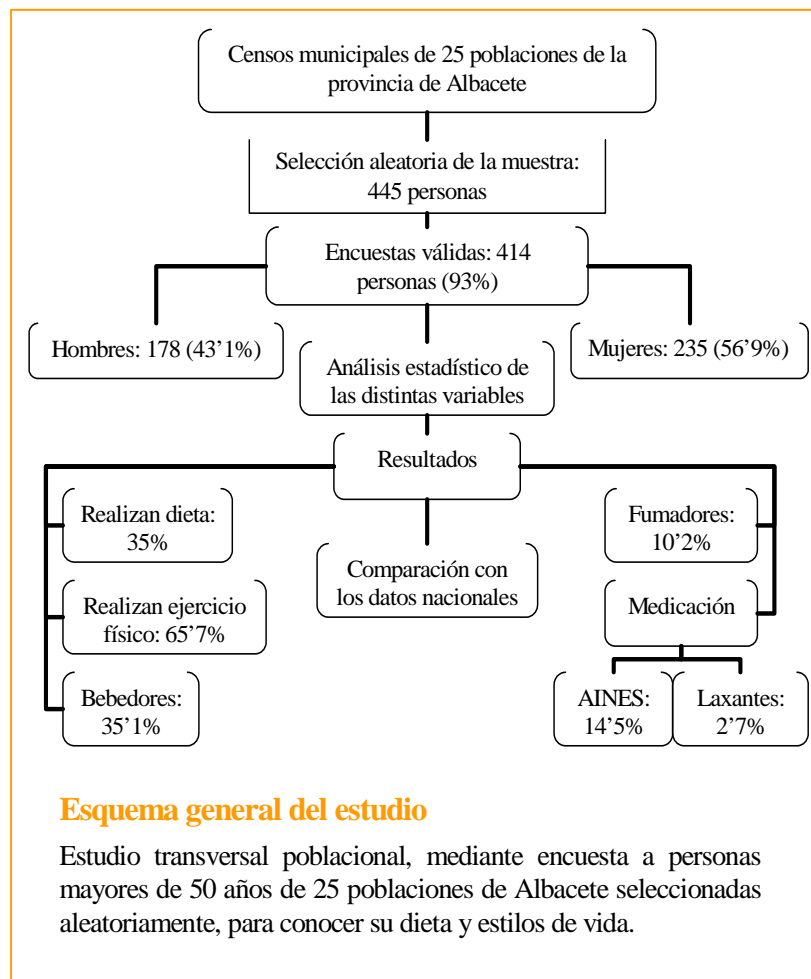 Censos municipales de 25 poblaciones de la
provincia de Albacete
Selección aleatoria de la muestra:
445 personas
Encuestas válidas: 414
personas (93%)
Hombres: 178 (43'1%)
Mujeres: 235 (56'9%)
Análisis estadístico de
las distintas variables
Resultados
Realizan dieta:
35%
Fumadores:
10'2%
Comparación con
los datos nacionales
Realizan ejercicio
físico: 65'7%
Medicación
Bebedores:
35'1%
AINES:
14'5%
Laxantes:
2'7%
Esquema general del estudio
Estudio transversal poblacional, mediante encuesta a personas
mayores de 50 años de 25 poblaciones de Albacete seleccionadas
aleatoriamente, para conocer su dieta y estilos de vida.